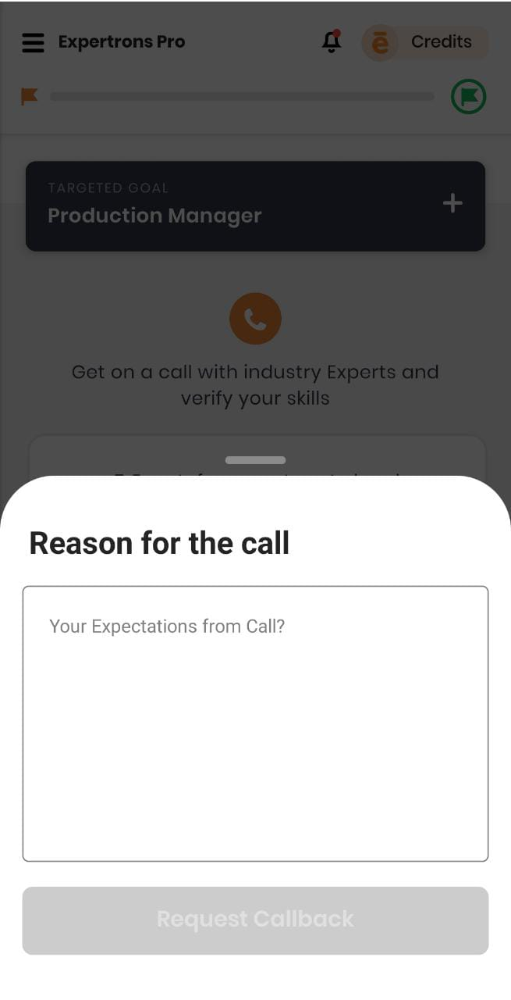 Expertrons Pro
ē Credits
TARGETED GOAL
Production Manager
Get on a call with industry Experts and
verify your skills
Reason for the call
Your Expectations from Call?
Request Callback